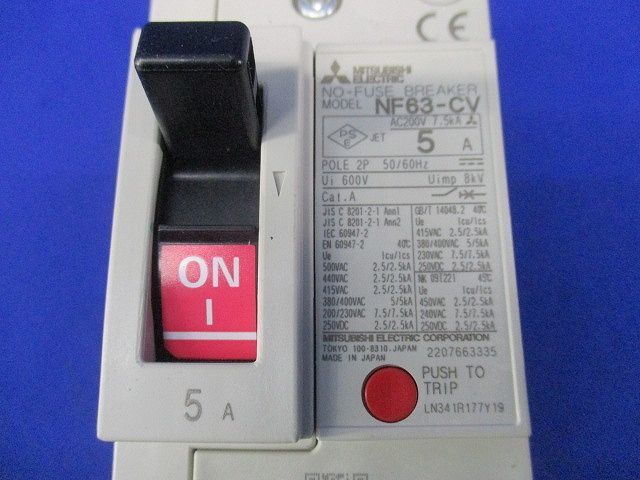 CE
MITSUBISHI
ELECTRIC
NO-FUSE BREAKER
MODEL NF63-CV
AC200V 7.5kA
PS
E JET 5 A
POLE 2P 50/60Hz
Ui 600V Uimp 8kV
Cat.A
JIS C 8201-2-1 Ann1
JIS C 8201-2-1 Ann2
IEC 60947-2
EN 60947-2 40℃
Ue Icu/Ics
500VAC 2.5/2.5kA
440VAC 2.5/2.5kA
415VAC 2.5/2.5kA
380/400VAC 5/5kA
200/230VAC 7.5/7.5kA
250VDC 2.5/2.5kA
GB/T 14048.2 40℃
Ue Icu/Ics
415VAC 2.5/2.5kA
380/400VAC 5/5kA
230VAC 7.5/7.5kA
250VDC 2.5/2.5kA
NK 09T221 45℃
Ue Icu/Ics
450VAC 2.5/2.5kA
240VAC 7.5/7.5kA
250VDC 2.5/2.5kA
MITSUBISHI ELECTRIC CORPORATION
TOKYO 100-8310,JAPAN
MADE IN JAPAN 2207663335
PUSH TO
TRIP
LN341R177Y19
ON
I
5 A